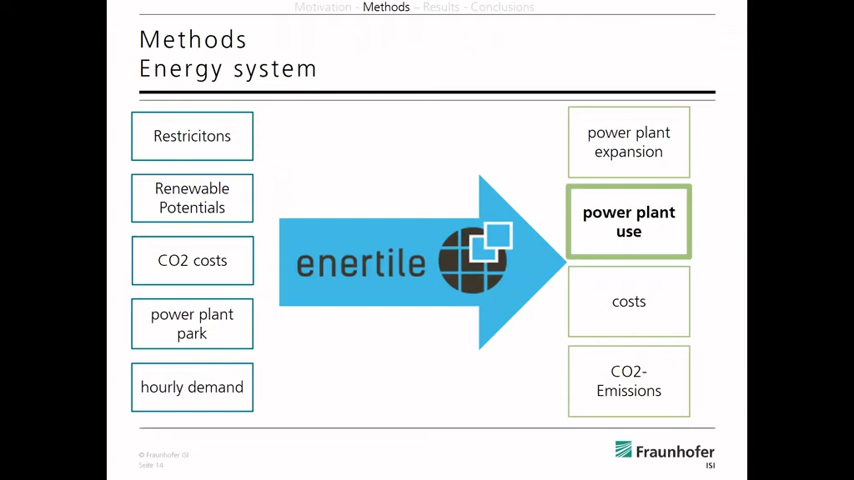 Motivation - Methods – Results - Conclusions
Methods
Energy system
Restricitons
Renewable
Potentials
CO2 costs
power plant
park
hourly demand
enertile
power plant
expansion
power plant
use
costs
CO2-
Emissions
© Fraunhofer ISI
Seite 14
Fraunhofer
ISI